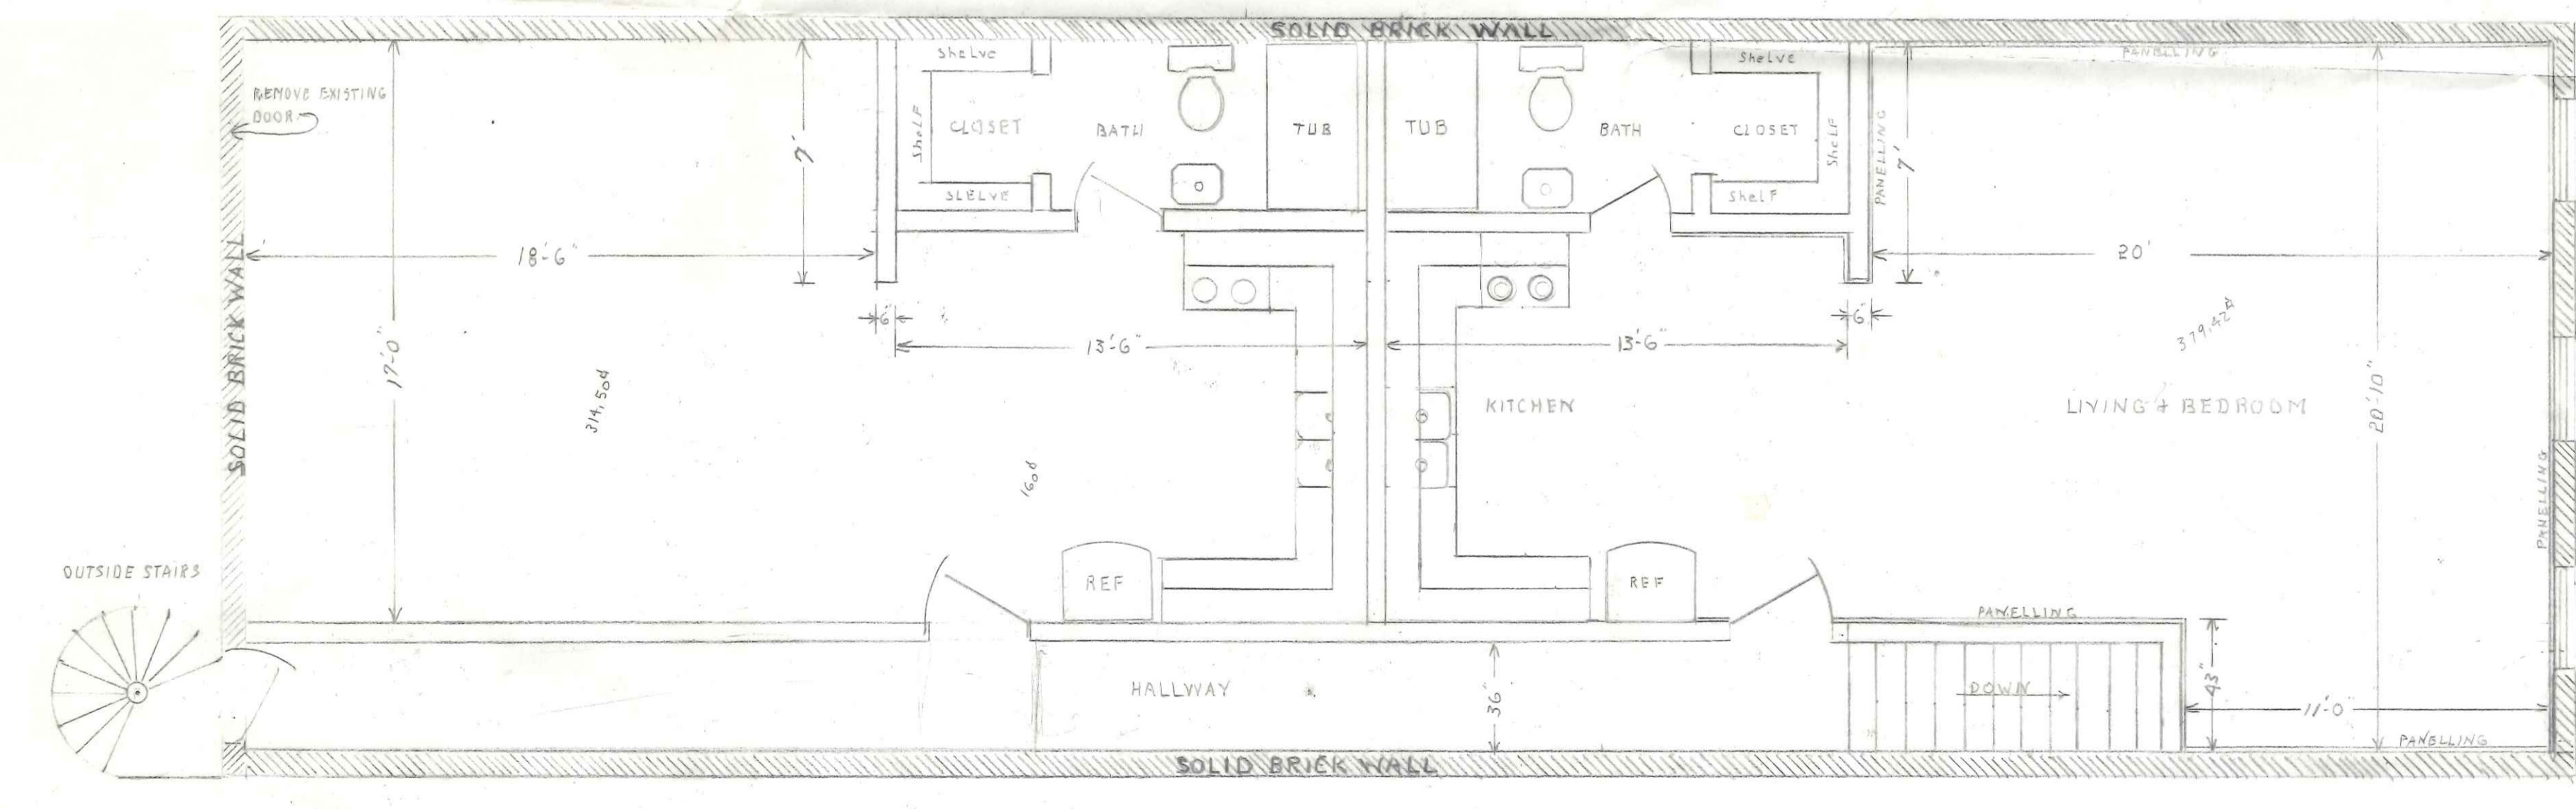 SOLID BRICK WALL
PANELLING
REMOVE EXISTING
DOOR
Shelve
ShelF
CLOSET
SLELVE
BATH
TUB
TUB
BATH
Shelve
CLOSET
ShelF
ShelF
PANELLING
7'
7'
SOLID BRICK WALL
18'-6"
17'-0"
6"
13'-6"
13'-6"
6"
20'
379.42
314.50
160
KITCHEN
LIVING & BEDROOM
20'-10"
PANELLING
OUTSIDE STAIRS
REF
REF
PANELLING
HALLWAY
36"
DOWN
43"
11'-0"
PANELLING
SOLID BRICK WALL